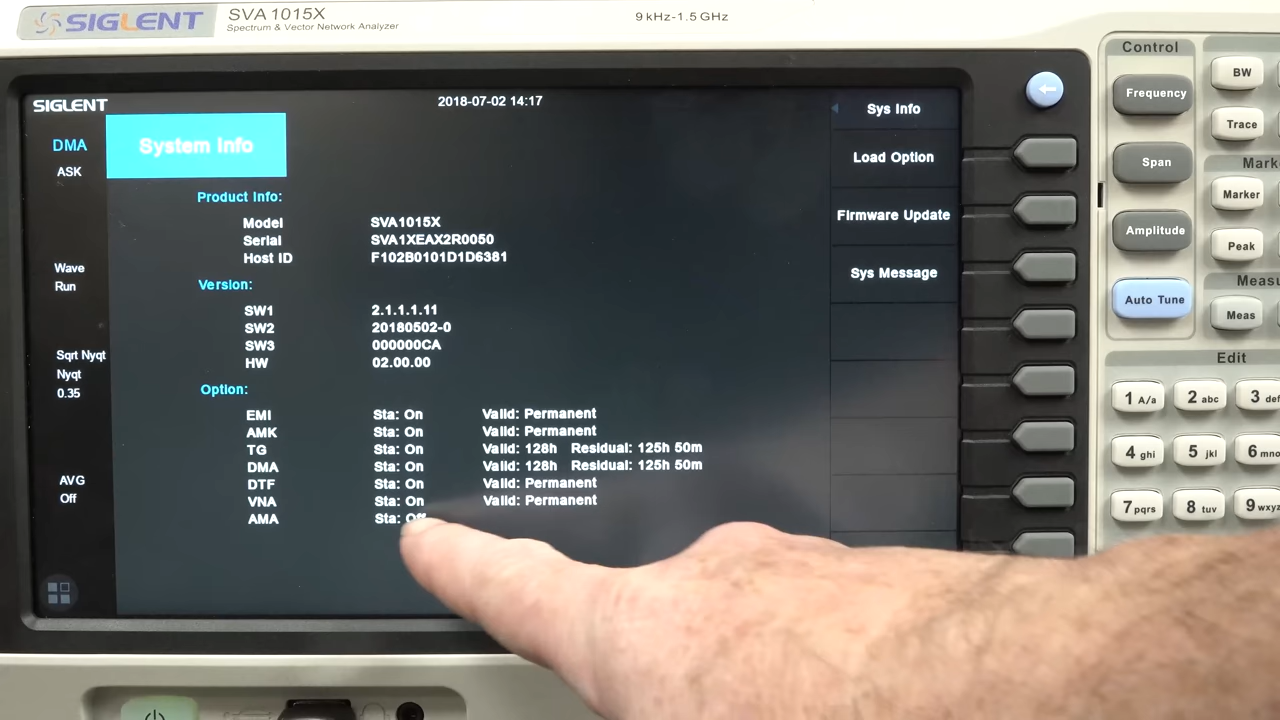 SIGLENT
SVA1015X
Spectrum & Vector Network Analyzer
9 kHz-1.5 GHz
SIGLENT
2018-07-02 14:17
DMA
ASK
Wave
Run
Sqrt Nyqt
Nyqt
0.35
AVG
Off
System Info
Product Info:
Model SVA1015X
Serial SVA1XEAX2R0050
Host ID F102B0101D1D6381
Version:
SW1 2.1.1.1.11
SW2 20180502-0
SW3 000000CA
HW 02.00.00
Option:
EMI Sta: On Valid: Permanent
AMK Sta: On Valid: Permanent
TG Sta: On Valid: 128h Residual: 125h 50m
DMA Sta: On Valid: 128h Residual: 125h 50m
DTF Sta: On Valid: Permanent
VNA Sta: On Valid: Permanent
AMA Sta: Off
Sys Info
Load Option
Firmware Update
Sys Message
Control
Frequency
Span
Amplitude
Auto Tune
BW
Trace
Marker
Peak
Meas
Edit
1 A/a
2 abc
3 def
4 ghi
5 jkl
6 mno
7 pqrs
8 tuv
9 wxyz